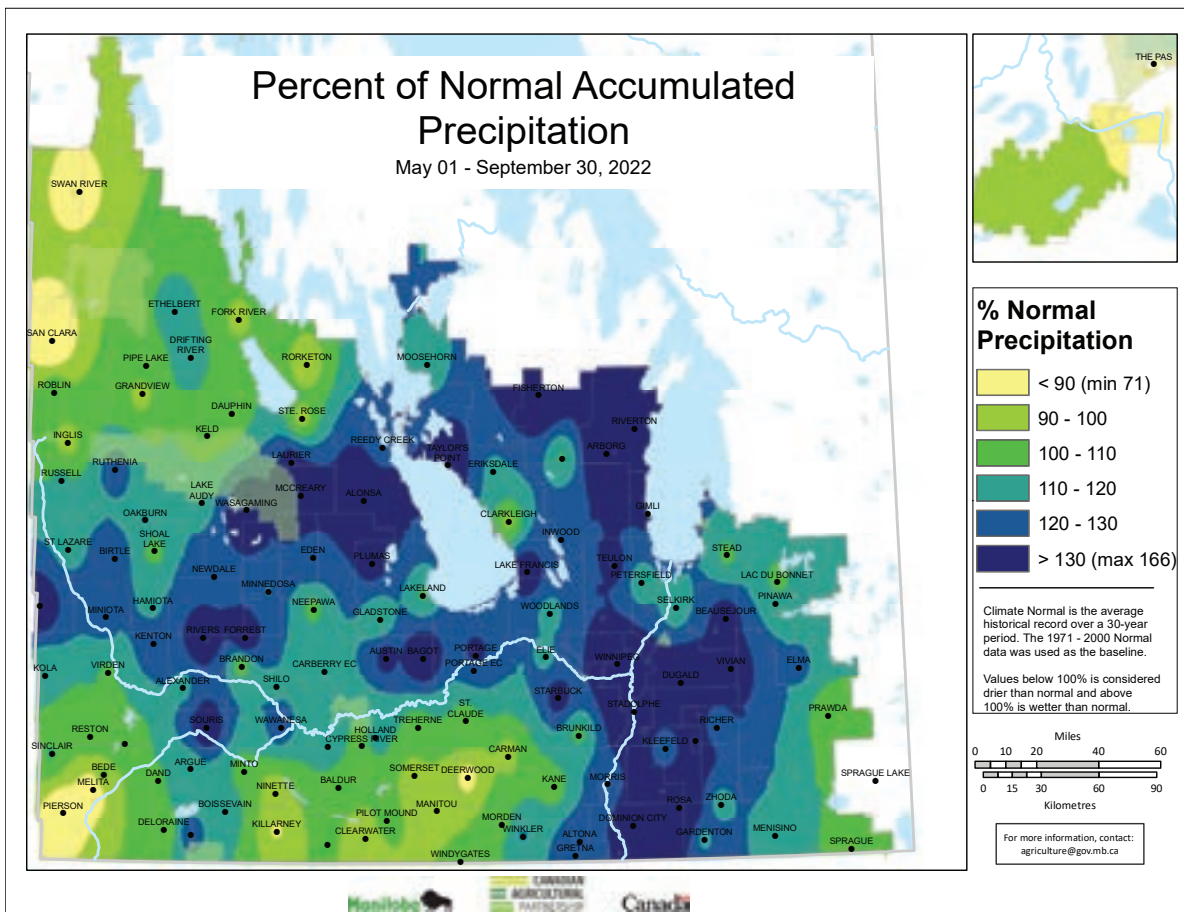 Percent of Normal Accumulated
Precipitation
May 01 - September 30, 2022
THE PAS
SWAN RIVER
ETHELBERT
FORK RIVER
SAN CLARA
DRIFTING
RIVER
PIPE LAKE
RORKETON
MOOSEHORN
ROBLIN
GRANDVIEW
FISHERTON
DAUPHIN
STE. ROSE
INGLIS
KELD
RIVERTON
REEDY CREEK
TAYLOR'S
POINT
ARBORG
RUTHENIA
LAURIER
ERIKSDALE
RUSSELL
LAKE
AUDY
MCCREARY
ALONSA
WASAGAMING
OAKBURN
CLARKLEIGH
GIMLI
SHOAL
LAKE
ST LAZARE
BIRTLE
EDEN
PLUMAS
INWOOD
STEAD
NEWDALE
LAKE FRANCIS
TEULON
MINNEDOSA
LAKELAND
PETERSFIELD
LAC DU BONNET
HAMIOTA
NEEPAWA
GLADSTONE
WOODLANDS
SELKIRK
PINAWA
MINIOTA
BEAUSEJOUR
KENTON
RIVERS
FORREST
AUSTIN
BAGOT
PORTAGE
PORTAGE EC
ELIE
WINNIPEG
VIVIAN
ELMA
KOLA
VIRDEN
BRANDON
CARBERRY EC
DUGALD
ALEXANDER
SHILO
STARBUCK
STADOLPHE
SOURIS
WAWANESA
ST.
CLAUDE
TREHERNE
PRAWDA
RESTON
HOLLAND
CYPRESS RIVER
BRUNKILD
RICHER
SINCLAIR
KLEEFELD
CARMAN
BEDE
ARGUE
MINTO
SOMERSET
DEERWOOD
MELITA
DAND
NINETTE
BALDUR
KANE
MORRIS
SPRAGUE LAKE
PIERSON
BOISSEVAIN
MANITOU
ROSA
ZHODA
DELORAINE
KILLARNEY
PILOT MOUND
MORDEN
DOMINION CITY
CLEARWATER
WINKLER
ALTONA
GARDENTON
MENISINO
SPRAGUE
WINDYGATES
GRETNA
% Normal
Precipitation
< 90 (min 71)
90 - 100
100 - 110
110 - 120
120 - 130
> 130 (max 166)
Climate Normal is the average
historical record over a 30-year
period. The 1971 - 2000 Normal
data was used as the baseline.
Values below 100% is considered
drier than normal and above
100% is wetter than normal.
Miles
0 5 10 15 20 40 60
0 15 30 60 90
Kilometres
For more information, contact:
agriculture@gov.mb.ca
Manitoba
CANADIAN
AGRICULTURAL
PARTNERSHIP
Canada